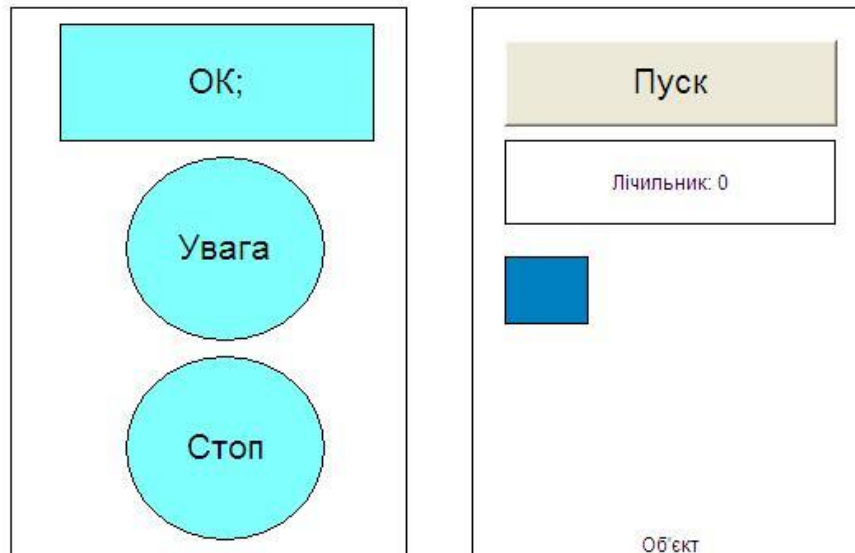 ОК;
Увага
Стоп
Пуск
Лічильник: 0
Об'єкт